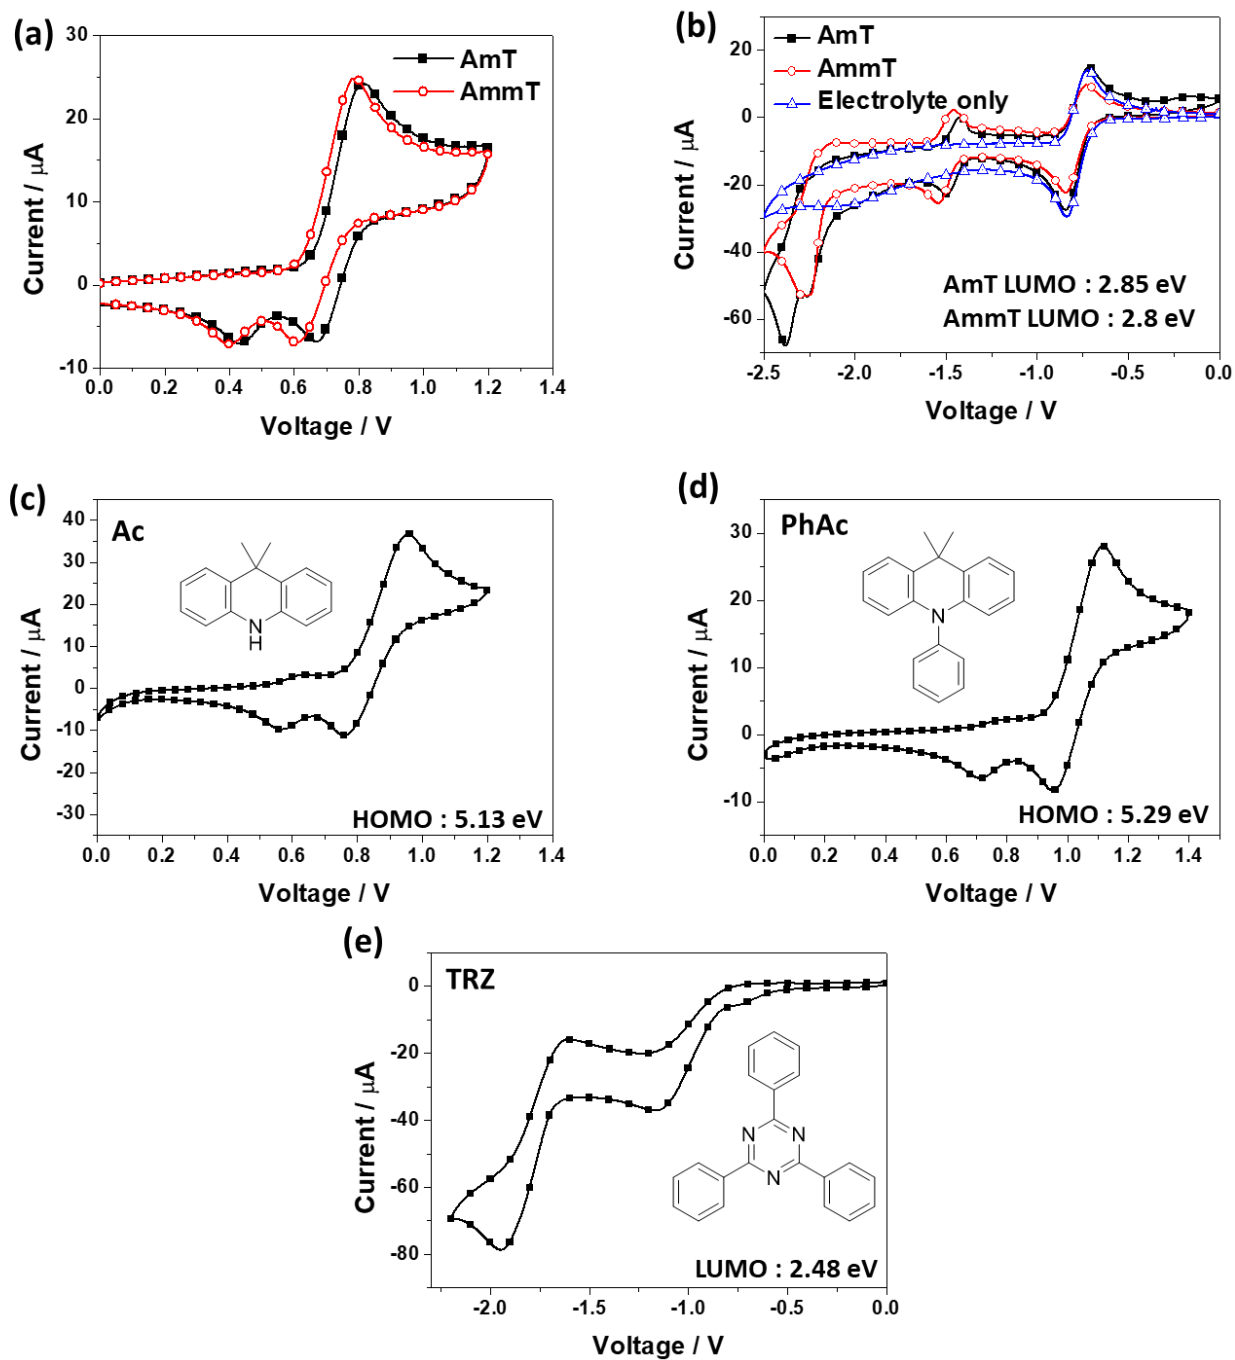 (a)
AmT
AmmT
30
20
10
0
-10
Current / μA
0.0 0.2 0.4 0.6 0.8 1.0 1.2 1.4
Voltage / V
(b)
AmT
AmmT
Electrolyte only
20
0
-20
-40
-60
Current / μA
AmT LUMO : 2.85 eV
AmmT LUMO : 2.8 eV
-2.5 -2.0 -1.5 -1.0 -0.5 0.0
Voltage / V
(c)
Ac
N
H
40
30
20
10
0
-10
-20
-30
Current / μA
HOMO : 5.13 eV
0.0 0.2 0.4 0.6 0.8 1.0 1.2 1.4
Voltage / V
(d)
PhAc
N
30
20
10
0
-10
Current / μA
HOMO : 5.29 eV
0.0 0.2 0.4 0.6 0.8 1.0 1.2 1.4
Voltage / V
(e)
TRZ
0
-20
-40
-60
-80
Current / μA
N N
N
LUMO : 2.48 eV
-2.0 -1.5 -1.0 -0.5 0.0
Voltage / V